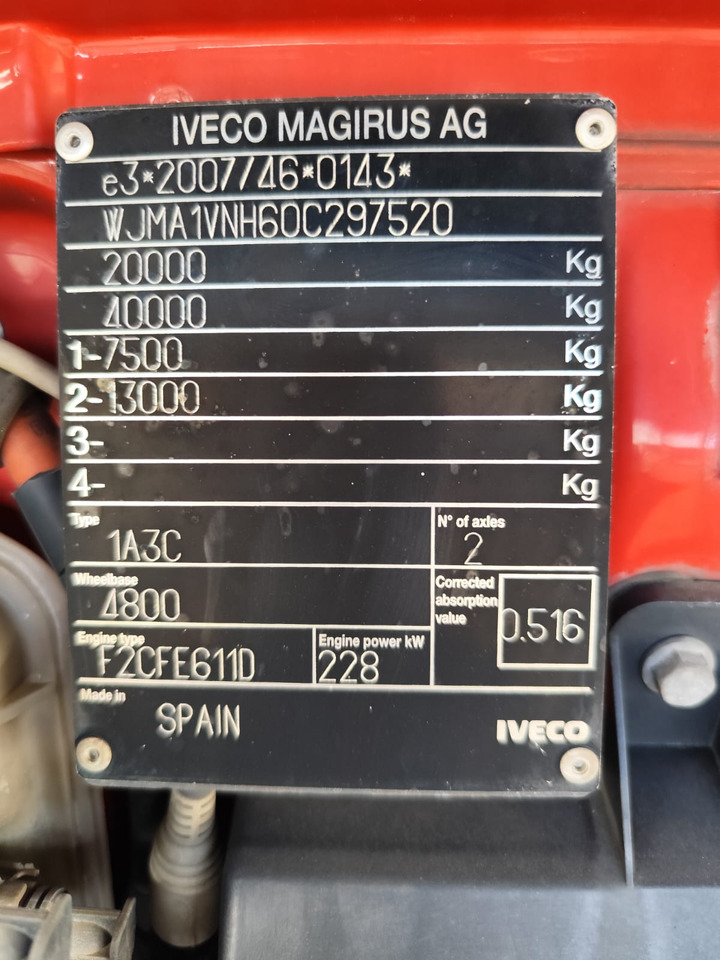 IVECO MAGIRUS AG
e3*2007/46*0143*
WJMA1VNH60C297520
20000 Kg
40000 Kg
1-7500 Kg
2-13000 Kg
3- Kg
4- Kg
Type
1A3C
N° of axles
2
Wheelbase
4800
Corrected
absorption
value
0.516
Engine type
F2CFE611D
Engine power kW
228
Made in
SPAIN
IVECO